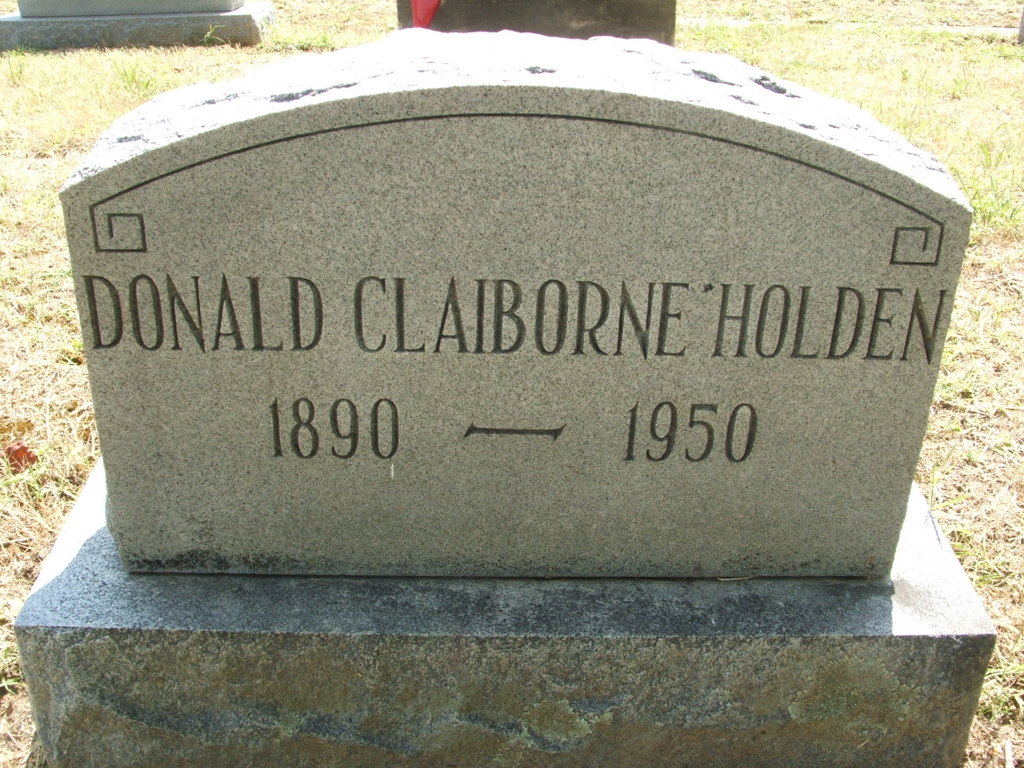 DONALD CLAIBORNE HOLDEN
1890 — 1950